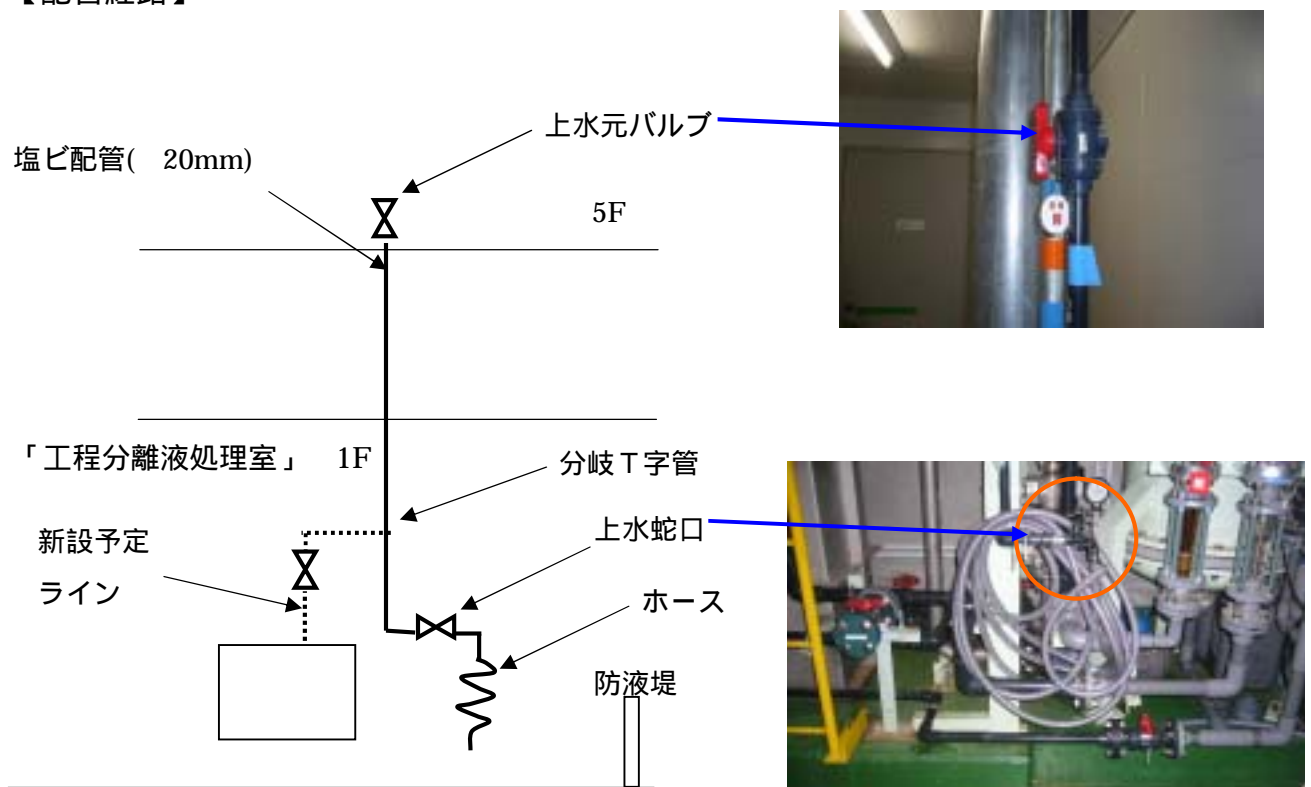 【配管経路】
上水元バルブ
塩ビ配管( 20mm)
5F
「工程分離液処理室」 1F
分岐T字管
新設予定
ライン
上水蛇口
ホース
防液堤